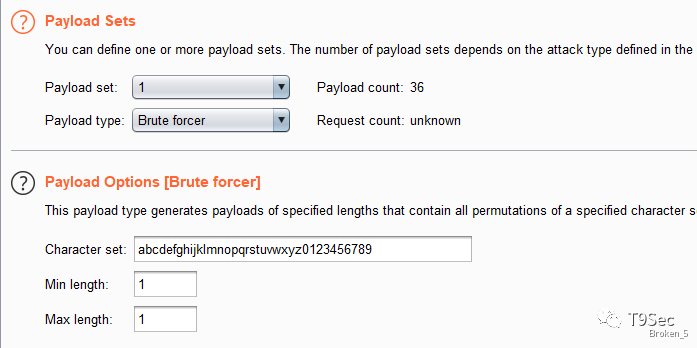 Payload Sets
You can define one or more payload sets. The number of payload sets depends on the attack type defined in the
Payload set: 1 Payload count: 36
Payload type: Brute forcer Request count: unknown
Payload Options [Brute forcer]
This payload type generates payloads of specified lengths that contain all permutations of a specified character s
Character set: abcdefghijklmnopqrstuvwxyz0123456789
Min length: 1
Max length: 1
T9Sec
Broken_5